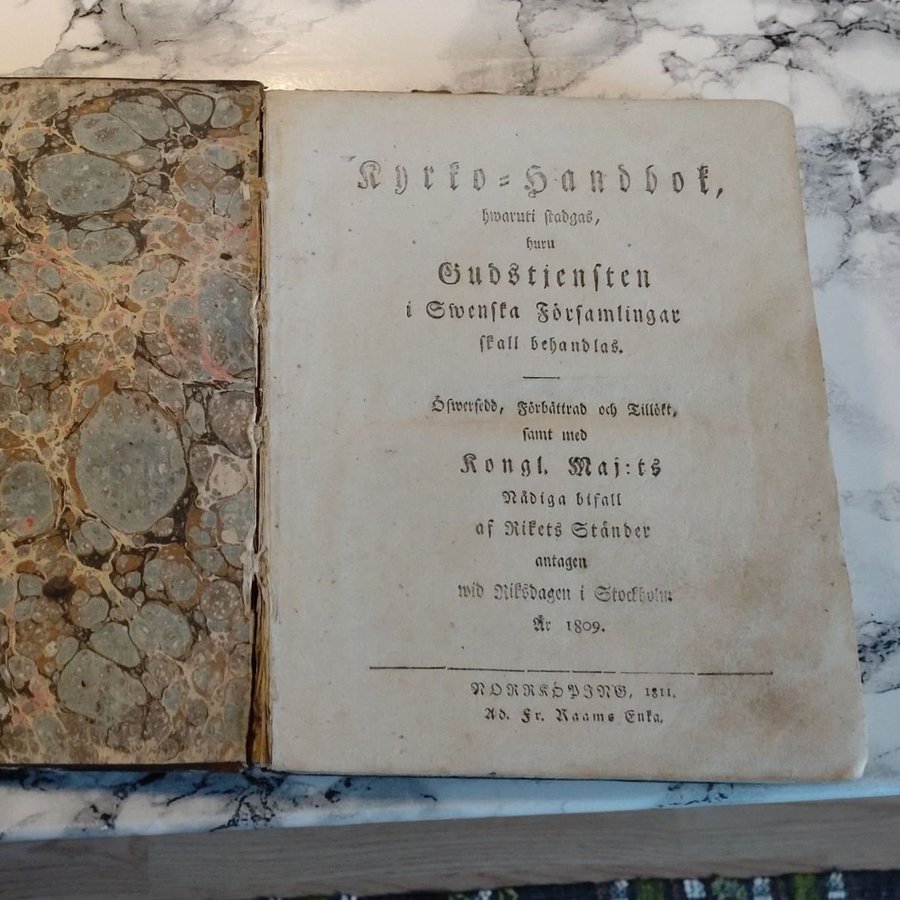 Kyrko-Handbok,
hwaruti stadgas,
huru
Gudstjensten
i Swenska Församlingar
skall behandlas.
Öfwersedd, Förbättrad och Tillökt,
samt med
Kongl. Maj:ts
Nådiga bifall
af Rikets Ständer
antagen
wid Riksdagen i Stockholm
År 1809.
NORRKÖPING, 1811.
Ad. Fr. Raams Enka.